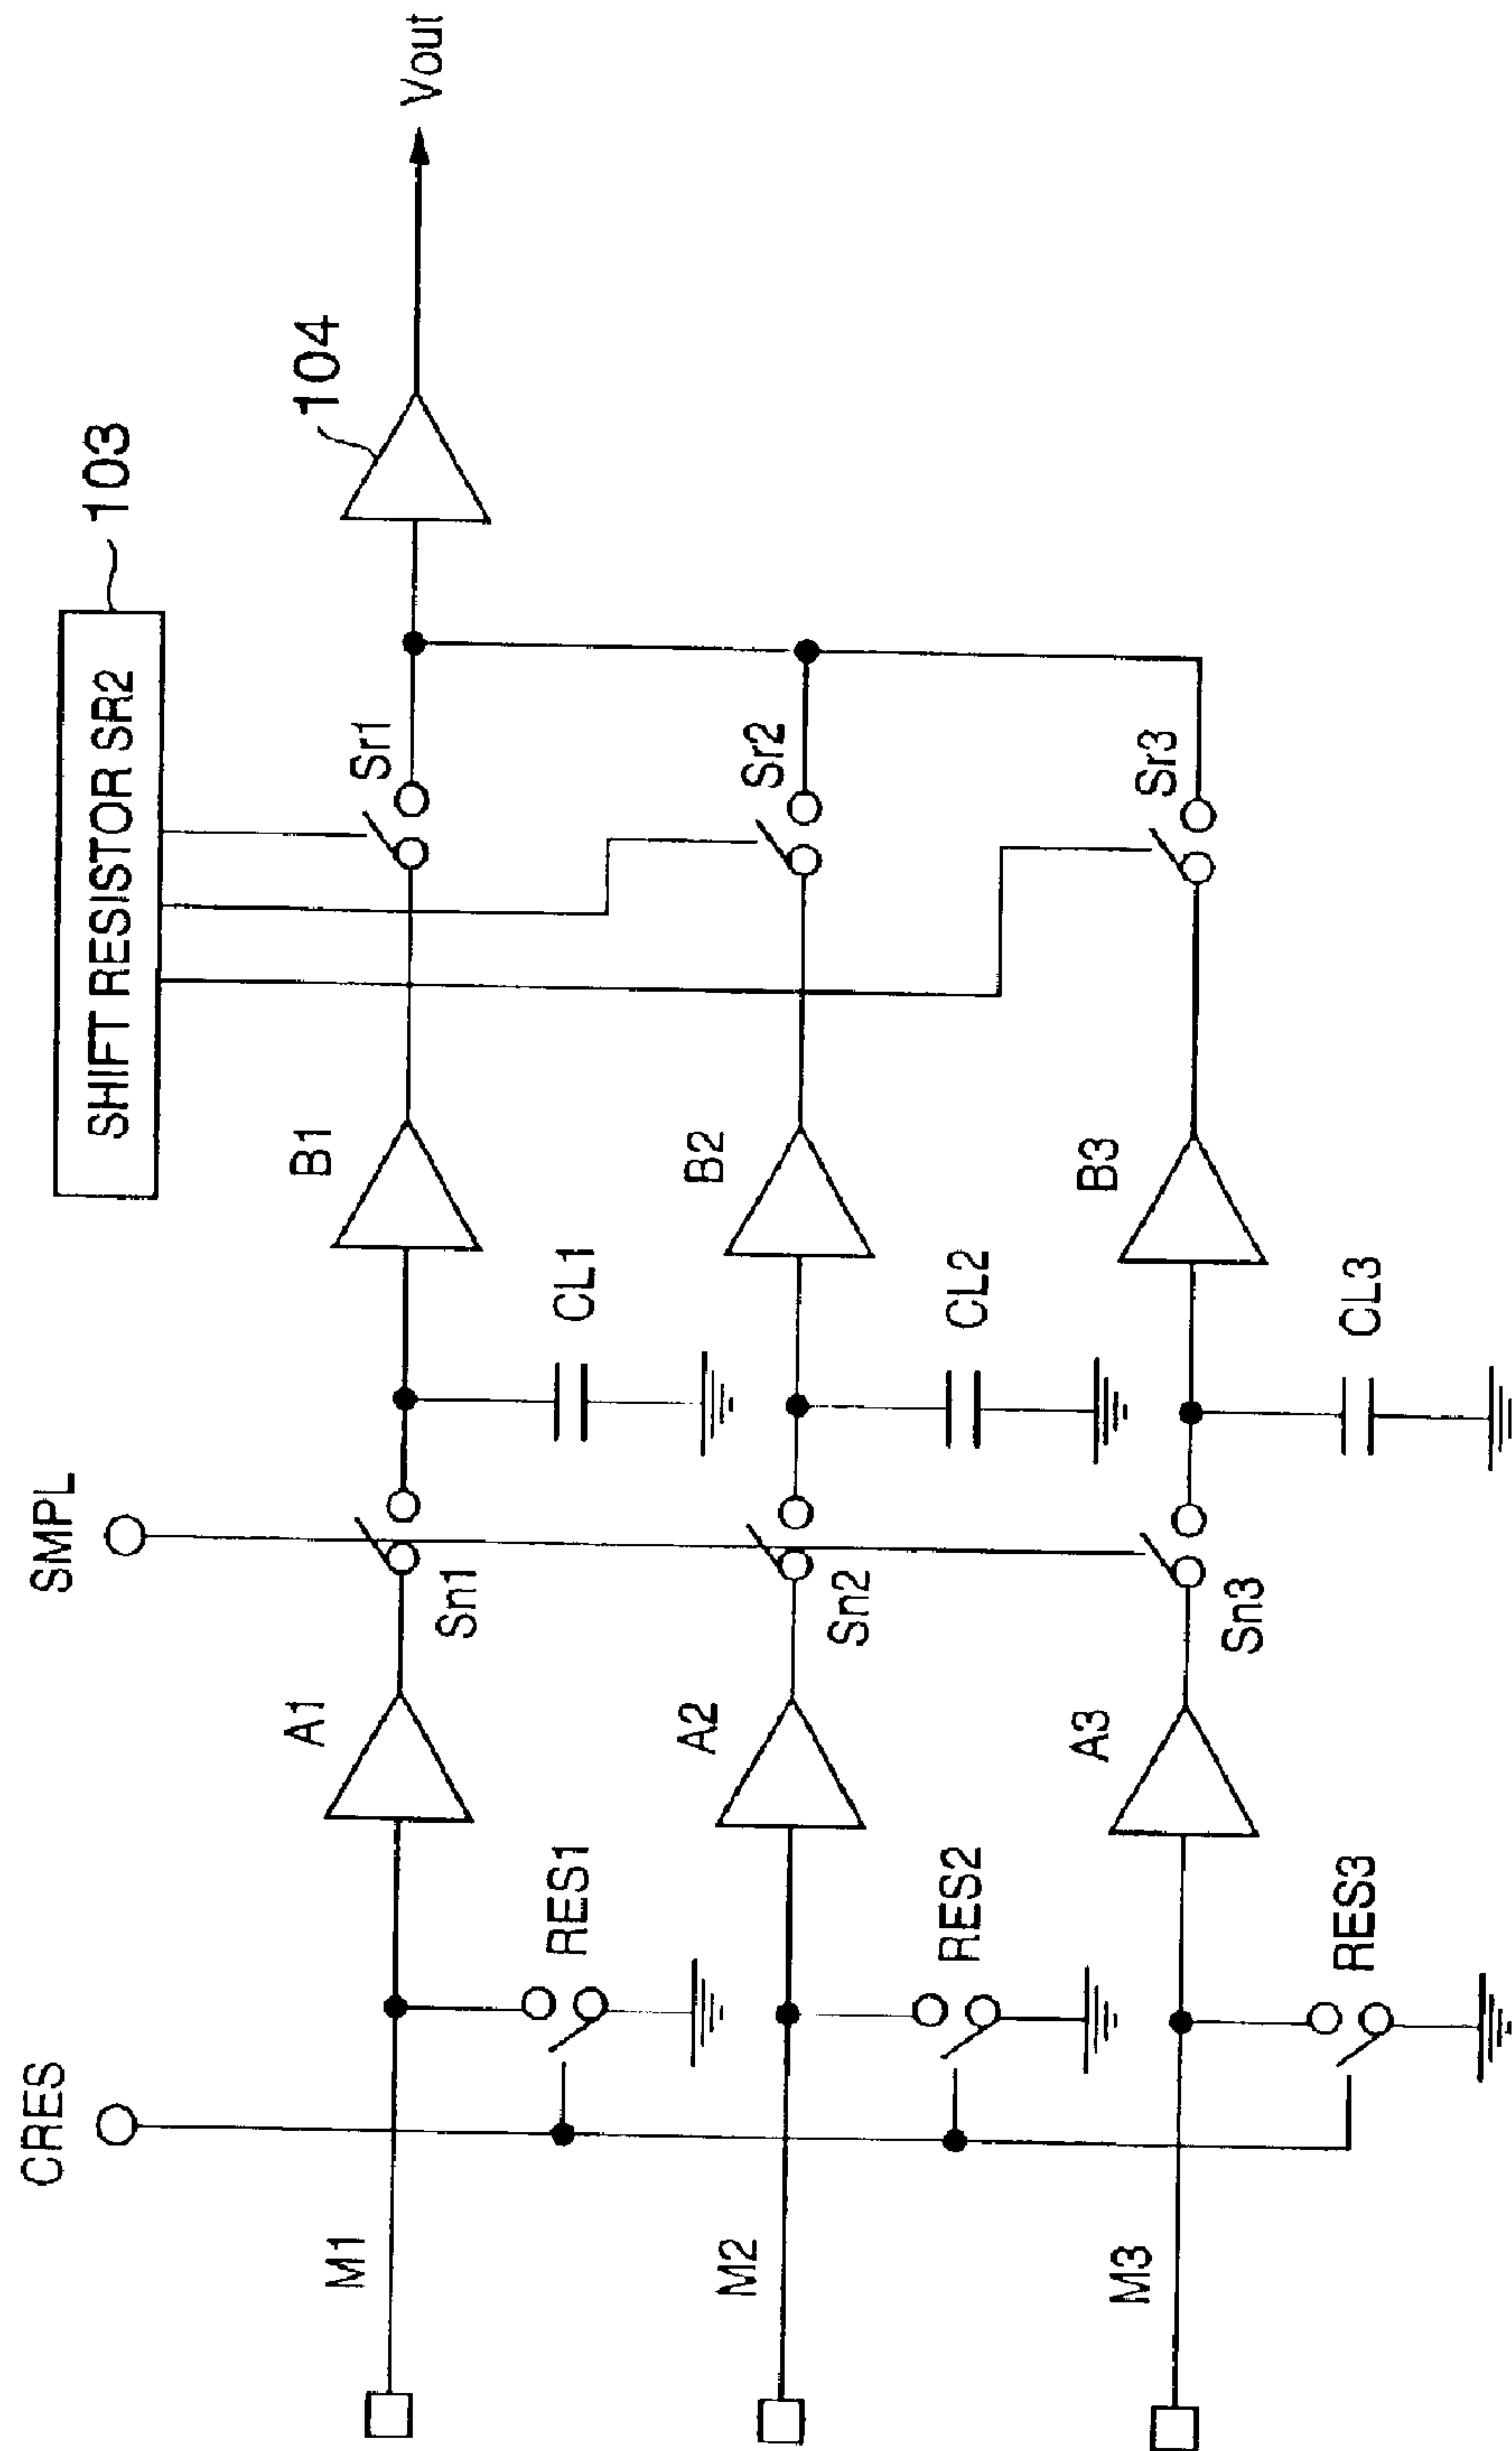 CRES
SMPL
SHIFT RESISTOR SR2
103
M1
RES1
A1
Sn1
CL1
B1
Sr1
104
Vout
M2
RES2
A2
Sn2
CL2
B2
Sr2
M3
RES3
A3
Sn3
CL3
B3
Sr3